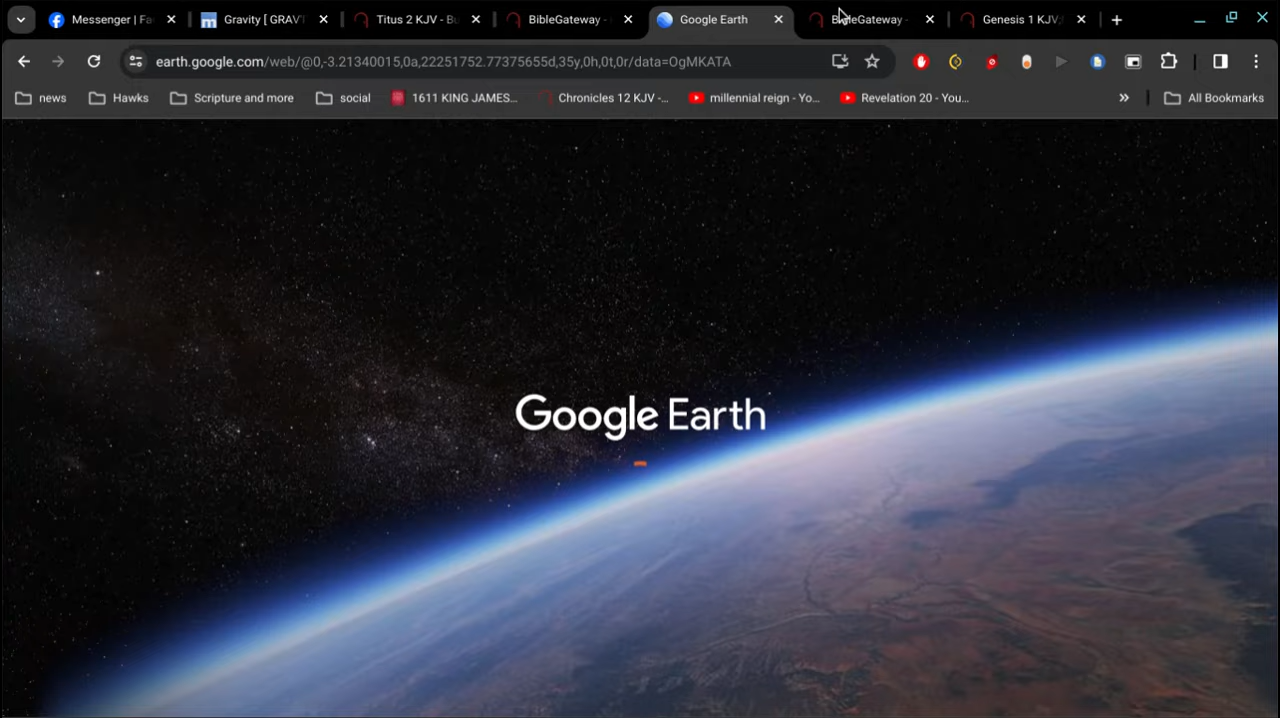 Messenger | Fa
Gravity [ GRAV
Titus 2 KJV - B
BibleGateway -
Google Earth
BibleGateway -
Genesis 1 KJV
earth.google.com/web/@0,-3.21340015,0a,22251752.77375655d,35y,0h,0t,0r/data=OgMKATA
news
Hawks
Scripture and more
social
1611 KING JAMES...
Chronicles 12 KJV -...
millennial reign - Yo...
Revelation 20 - You...
All Bookmarks
Google Earth